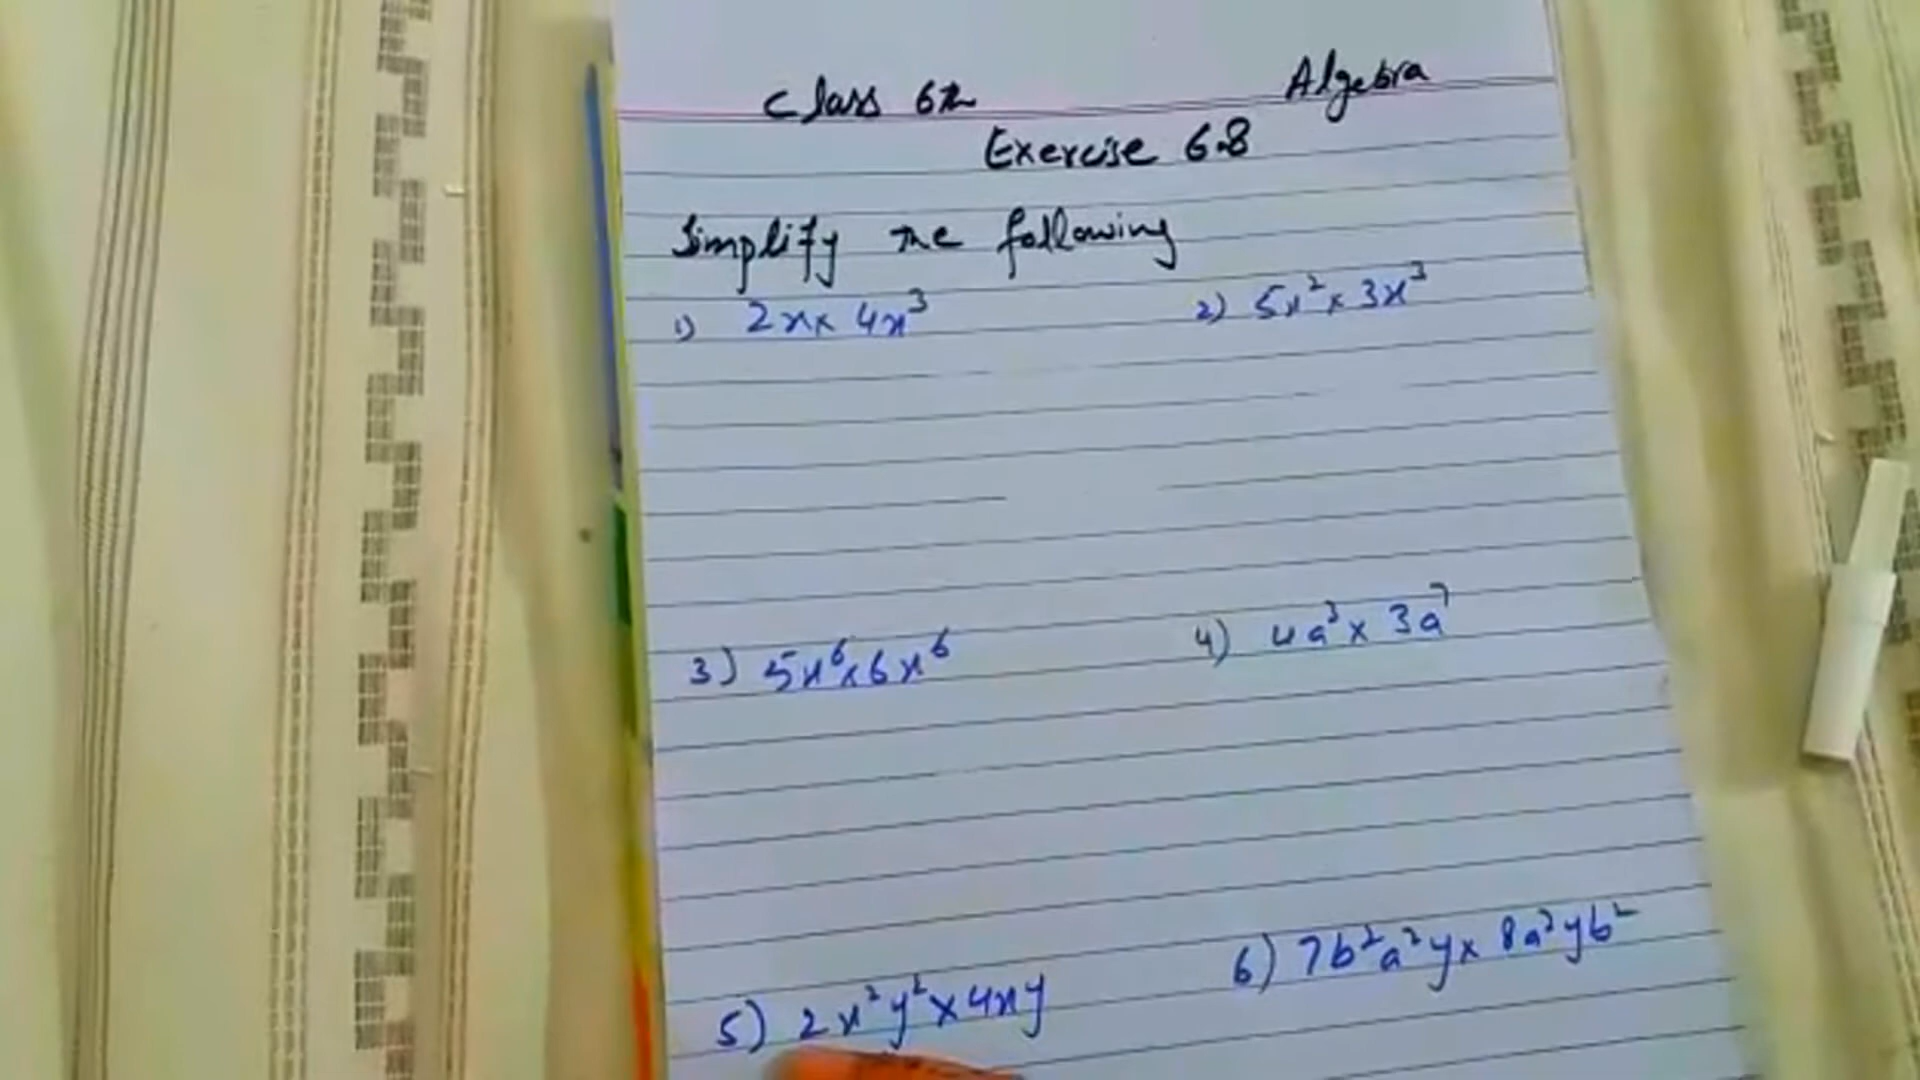 Class 6th Algebra
Exercise 6.8
Simplify the following
1) 2x × 4x³ 2) 5x² × 3x³
3) 5x⁶ × 6x⁶ 4) 4a³ × 3a⁷
5) 2x²y² × 4xy 6) 7b²a²y × 8a²yb²